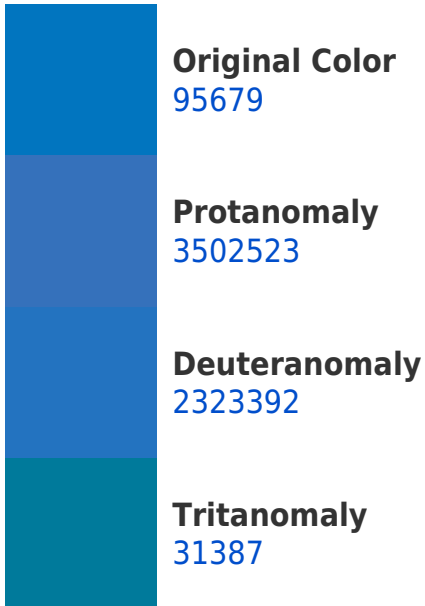 Original Color
95679
Protanomaly
3502523
Deuteranomaly
2323392
Tritanomaly
31387